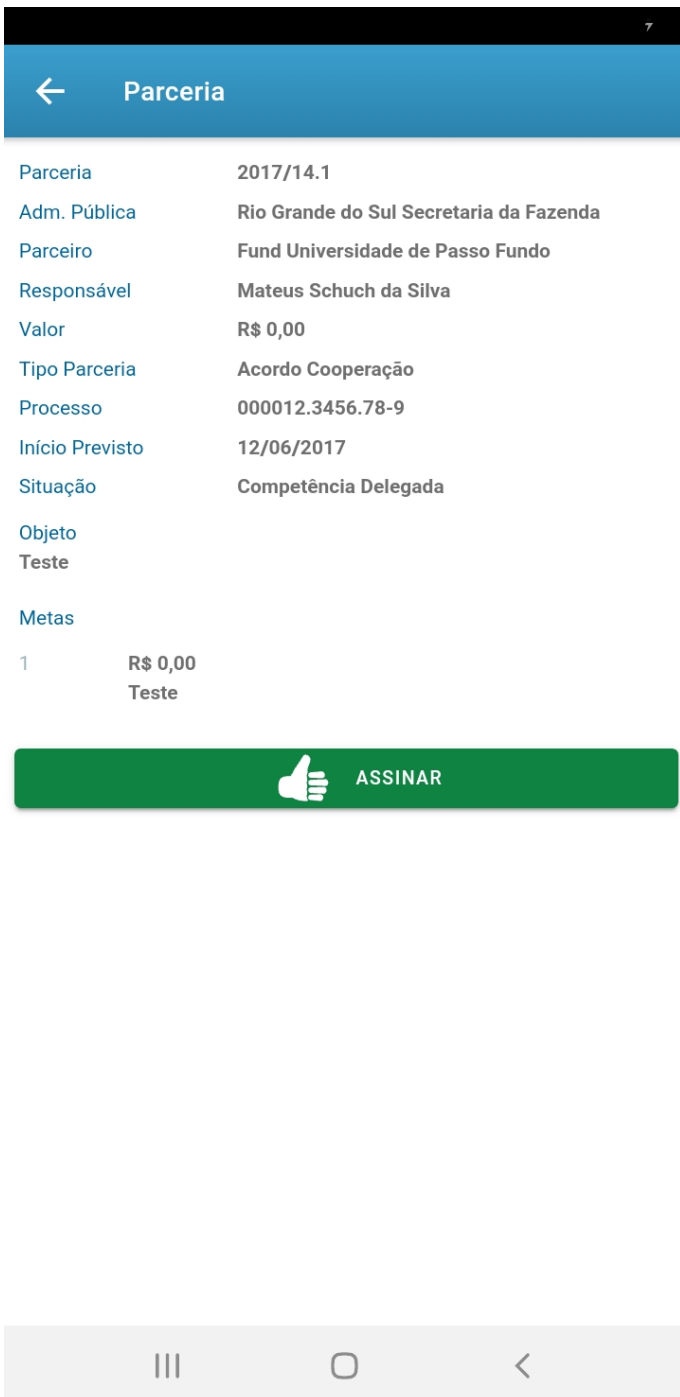 Parceria
Parceria 2017/14.1
Adm. Pública Rio Grande do Sul Secretaria da Fazenda
Parceiro Fund Universidade de Passo Fundo
Responsável Mateus Schuch da Silva
Valor R$ 0,00
Tipo Parceria Acordo Cooperação
Processo 000012.3456.78-9
Início Previsto 12/06/2017
Situação Competência Delegada
Objeto
Teste
Metas
1 R$ 0,00
Teste
ASSINAR